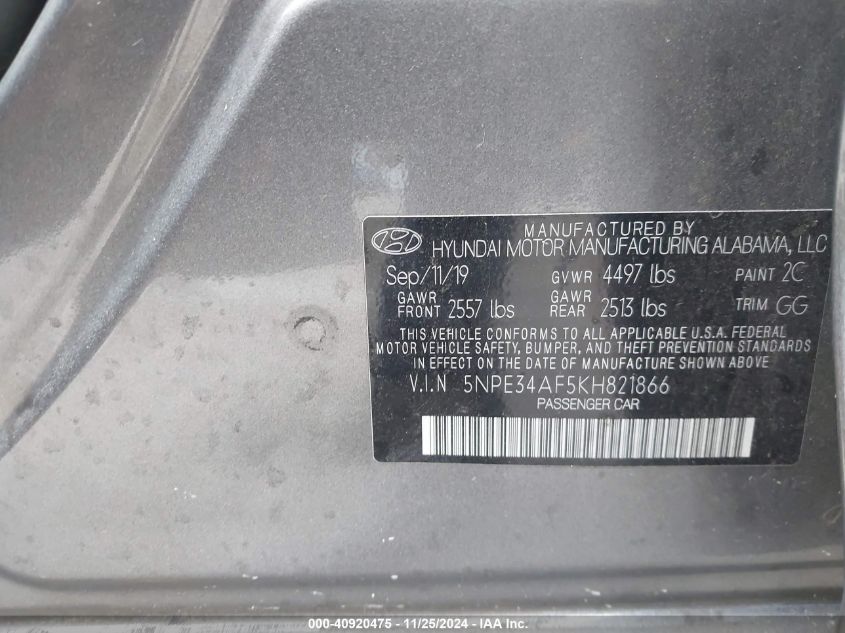 MANUFACTURED BY
HYUNDAI MOTOR MANUFACTURING ALABAMA, LLC
Sep/11/19 GVWR 4497 lbs PAINT 2C
GAWR FRONT 2557 lbs GAWR REAR 2513 lbs TRIM GG
THIS VEHICLE CONFORMS TO ALL APPLICABLE U.S.A. FEDERAL
MOTOR VEHICLE SAFETY, BUMPER, AND THEFT PREVENTION STANDARDS
IN EFFECT ON THE DATE OF MANUFACTURE SHOWN ABOVE.
V.I.N 5NPE34AF5KH821866
PASSENGER CAR
000-40920475 - 11/25/2024 - IAA Inc.